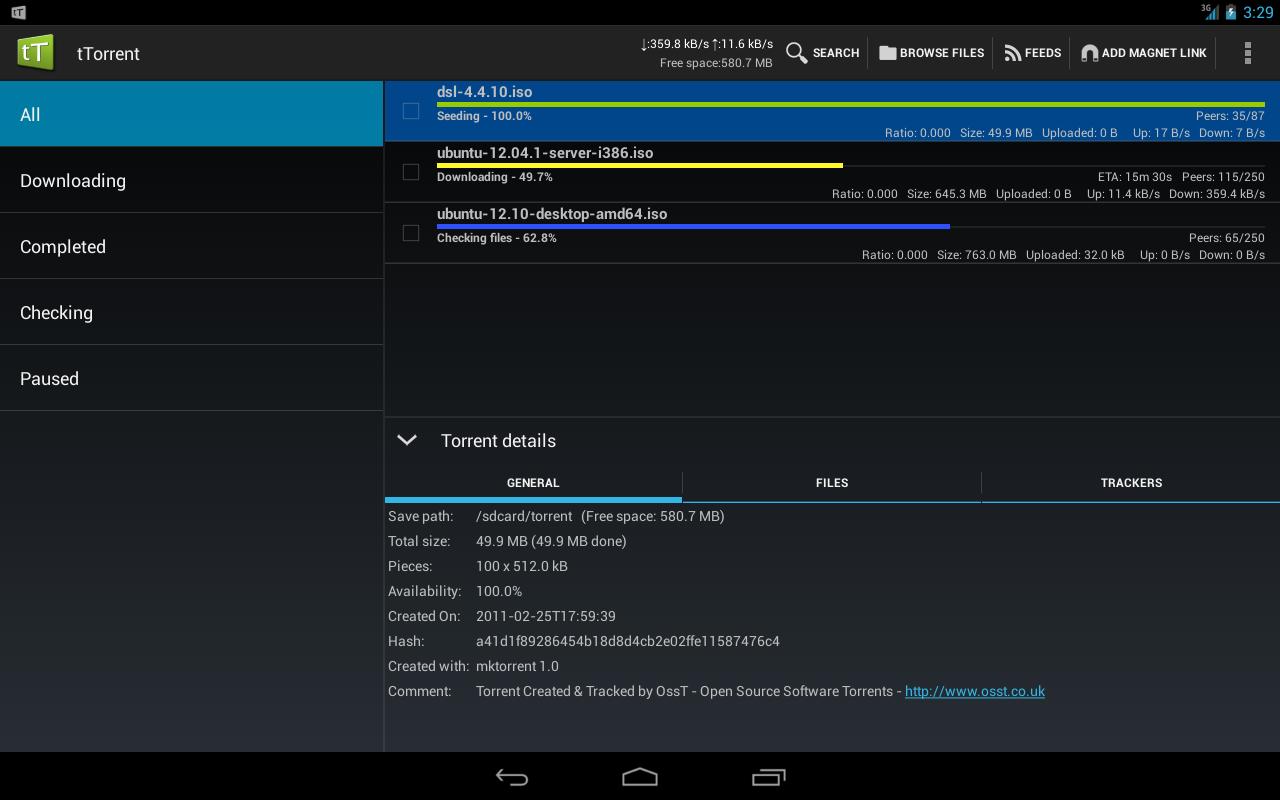 tT
3G 3:29
tT tTorrent
↓:359.8 kB/s ↑:11.6 kB/s
Free space:580.7 MB
SEARCH
BROWSE FILES
FEEDS
ADD MAGNET LINK
All
Downloading
Completed
Checking
Paused
dsl-4.4.10.iso
Seeding - 100.0% Peers: 35/87
Ratio: 0.000 Size: 49.9 MB Uploaded: 0 B Up: 17 B/s Down: 7 B/s
ubuntu-12.04.1-server-i386.iso
Downloading - 49.7% ETA: 15m 30s Peers: 115/250
Ratio: 0.000 Size: 645.3 MB Uploaded: 0 B Up: 11.4 kB/s Down: 359.4 kB/s
ubuntu-12.10-desktop-amd64.iso
Checking files - 62.8% Peers: 65/250
Ratio: 0.000 Size: 763.0 MB Uploaded: 32.0 kB Up: 0 B/s Down: 0 B/s
Torrent details
GENERAL FILES TRACKERS
Save path: /sdcard/torrent (Free space: 580.7 MB)
Total size: 49.9 MB (49.9 MB done)
Pieces: 100 x 512.0 kB
Availability: 100.0%
Created On: 2011-02-25T17:59:39
Hash: a41d1f89286454b18d8d4cb2e02ffe11587476c4
Created with: mktorrent 1.0
Comment: Torrent Created & Tracked by OssT - Open Source Software Torrents - http://www.osst.co.uk